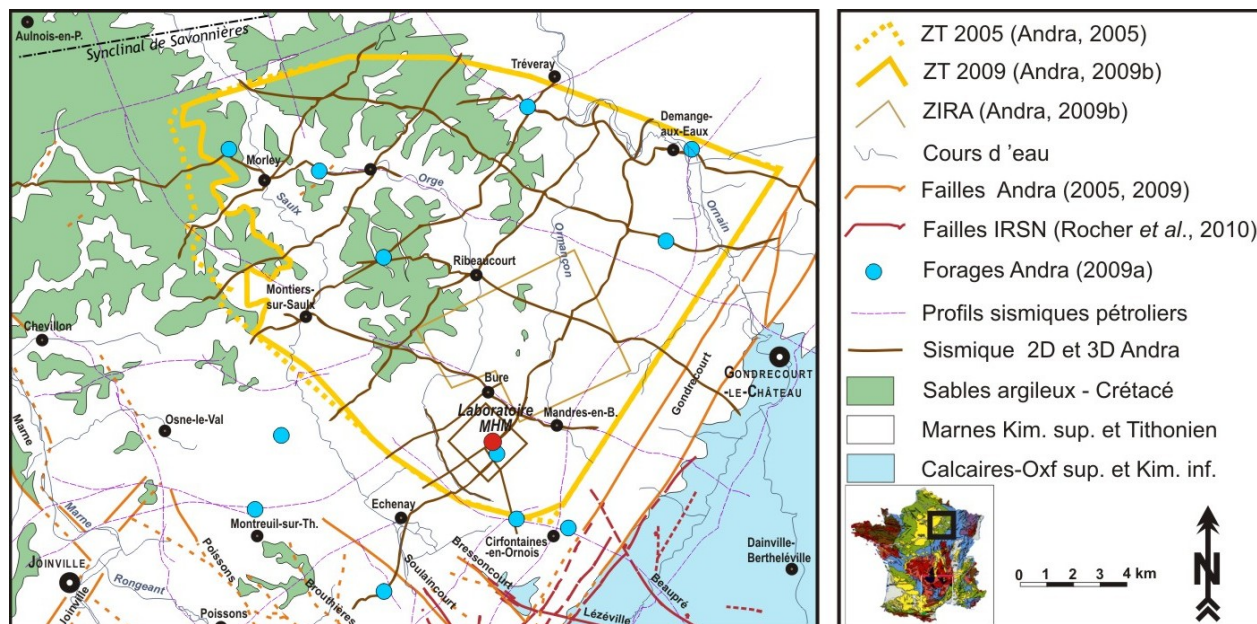 Aulnois-en-P.
Synclinal de Savonnières
Tréveray
Demange-
aux-Eaux
Morley
Orge
Saulx
Ornain
Ormançon
Ribeaucourt
Montiers-
sur-Saulx
Chevillon
GONDRECOURT
-LE-CHÂTEAU
Gondrecourt
Bure
Marne
Osne-le-Val
Laboratoire
MHM
Mandres-en-B.
Echenay
Marne
Montreuil-sur-Th.
Cirfontaines
-en-Ornois
Dainville-
Bertheléville
JOINVILLE
Rongeant
Joinville
Poissons
Poissons
Brouthières
Soulaincourt
Bressoncourt
Lézéville
Beaupré
ZT 2005 (Andra, 2005)
ZT 2009 (Andra, 2009b)
ZIRA (Andra, 2009b)
Cours d 'eau
Failles Andra (2005, 2009)
Failles IRSN (Rocher et al., 2010)
Forages Andra (2009a)
Profils sismiques pétroliers
Sismique 2D et 3D Andra
Sables argileux - Crétacé
Marnes Kim. sup. et Tithonien
Calcaires-Oxf sup. et Kim. inf.
0 1 2 3 4 km
N